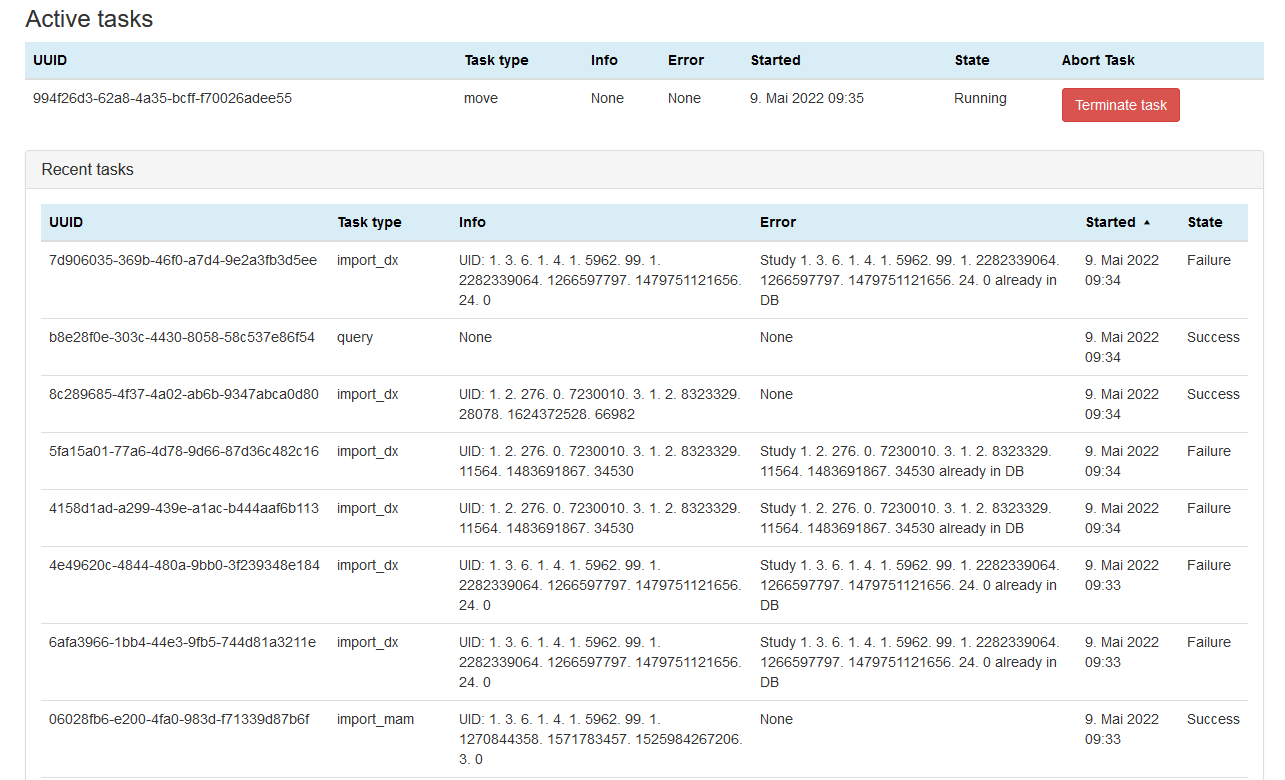 Active tasks
UUID Task type Info Error Started State Abort Task
994f26d3-62a8-4a35-bcff-f70026adee55 move None None 9. Mai 2022 09:35 Running Terminate task
Recent tasks
UUID Task type Info Error Started ▲ State
7d906035-369b-46f0-a7d4-9e2a3fb3d5ee import_dx UID: 1. 3. 6. 1. 4. 1. 5962. 99. 1. Study 1. 3. 6. 1. 4. 1. 5962. 99. 1. 2282339064. 9. Mai 2022 Failure
2282339064. 1266597797. 1479751121656. 1266597797. 1479751121656. 24. 0 already in 09:34
24. 0 DB
b8e28f0e-303c-4430-8058-58c537e86f54 query None None 9. Mai 2022 Success
09:34
8c289685-4f37-4a02-ab6b-9347abca0d80 import_dx UID: 1. 2. 276. 0. 7230010. 3. 1. 2. 8323329. None 9. Mai 2022 Success
28078. 1624372528. 66982 09:34
5fa15a01-77a6-4d78-9d66-87d36c482c16 import_dx UID: 1. 2. 276. 0. 7230010. 3. 1. 2. 8323329. Study 1. 2. 276. 0. 7230010. 3. 1. 2. 8323329. 9. Mai 2022 Failure
11564. 1483691867. 34530 11564. 1483691867. 34530 already in DB 09:34
4158d1ad-a299-439e-a1ac-b444aaf6b113 import_dx UID: 1. 2. 276. 0. 7230010. 3. 1. 2. 8323329. Study 1. 2. 276. 0. 7230010. 3. 1. 2. 8323329. 9. Mai 2022 Failure
11564. 1483691867. 34530 11564. 1483691867. 34530 already in DB 09:34
4e49620c-4844-480a-9bb0-3f239348e184 import_dx UID: 1. 3. 6. 1. 4. 1. 5962. 99. 1. Study 1. 3. 6. 1. 4. 1. 5962. 99. 1. 2282339064. 9. Mai 2022 Failure
2282339064. 1266597797. 1479751121656. 1266597797. 1479751121656. 24. 0 already in 09:33
24. 0 DB
6afa3966-1bb4-44e3-9fb5-744d81a3211e import_dx UID: 1. 3. 6. 1. 4. 1. 5962. 99. 1. Study 1. 3. 6. 1. 4. 1. 5962. 99. 1. 2282339064. 9. Mai 2022 Failure
2282339064. 1266597797. 1479751121656. 1266597797. 1479751121656. 24. 0 already in 09:33
24. 0 DB
06028fb6-e200-4fa0-983d-f71339d87b6f import_mam UID: 1. 3. 6. 1. 4. 1. 5962. 99. 1. None 9. Mai 2022 Success
1270844358. 1571783457. 1525984267206. 09:33
3. 0